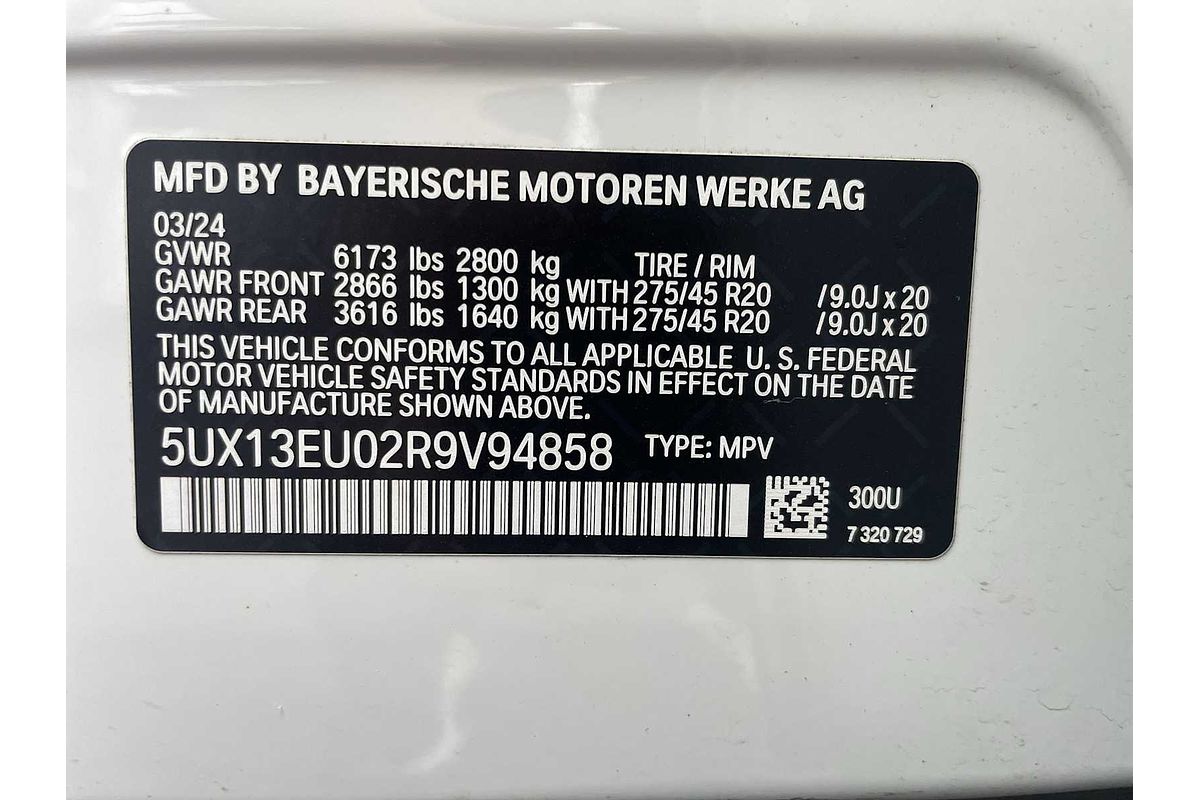 MFD BY BAYERISCHE MOTOREN WERKE AG
03/24
GVWR 6173 lbs 2800 kg TIRE / RIM
GAWR FRONT 2866 lbs 1300 kg WITH 275/45 R20 /9.0J x 20
GAWR REAR 3616 lbs 1640 kg WITH 275/45 R20 /9.0J x 20
THIS VEHICLE CONFORMS TO ALL APPLICABLE U. S. FEDERAL
MOTOR VEHICLE SAFETY STANDARDS IN EFFECT ON THE DATE
OF MANUFACTURE SHOWN ABOVE.
5UX13EU02R9V94858 TYPE: MPV
300U
7 320 729